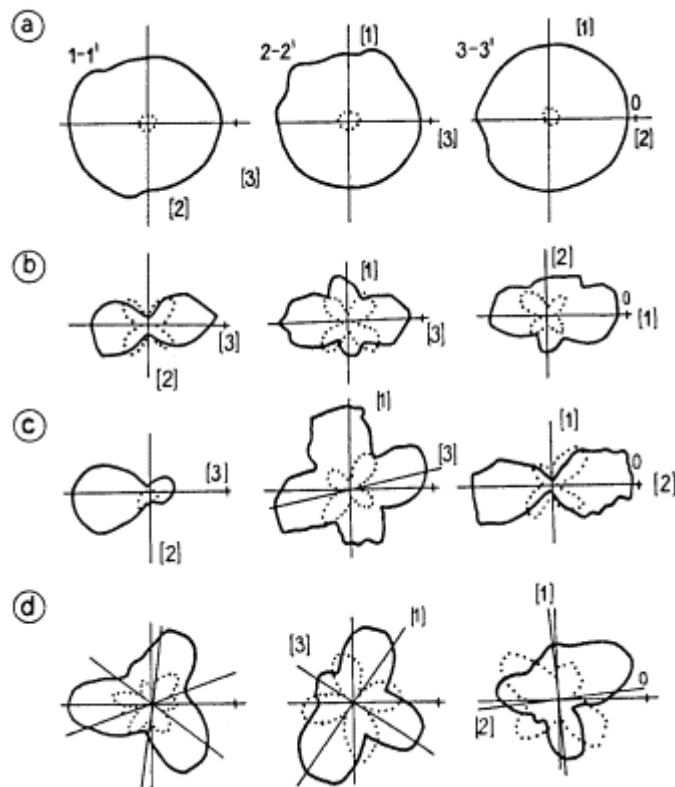 a
1-1' 2-2' [1] 3-3' [1]
[3] 0
[3] [2] [2]
b
[1] [2]
[3] [3] 0 [1]
[2]
c
[1] [1]
[3] [3] 0 [2]
[2]
d
[3] [1] [1]
0
[2]